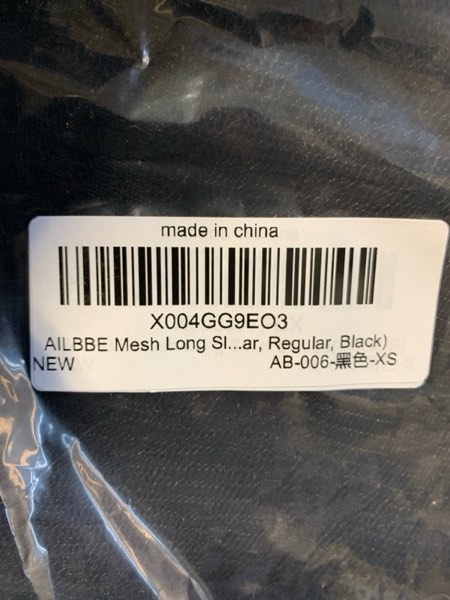 made in china
X004GG9EO3
AILBBE Mesh Long Sl...ar, Regular, Black)
NEW AB-006-黑色-XS